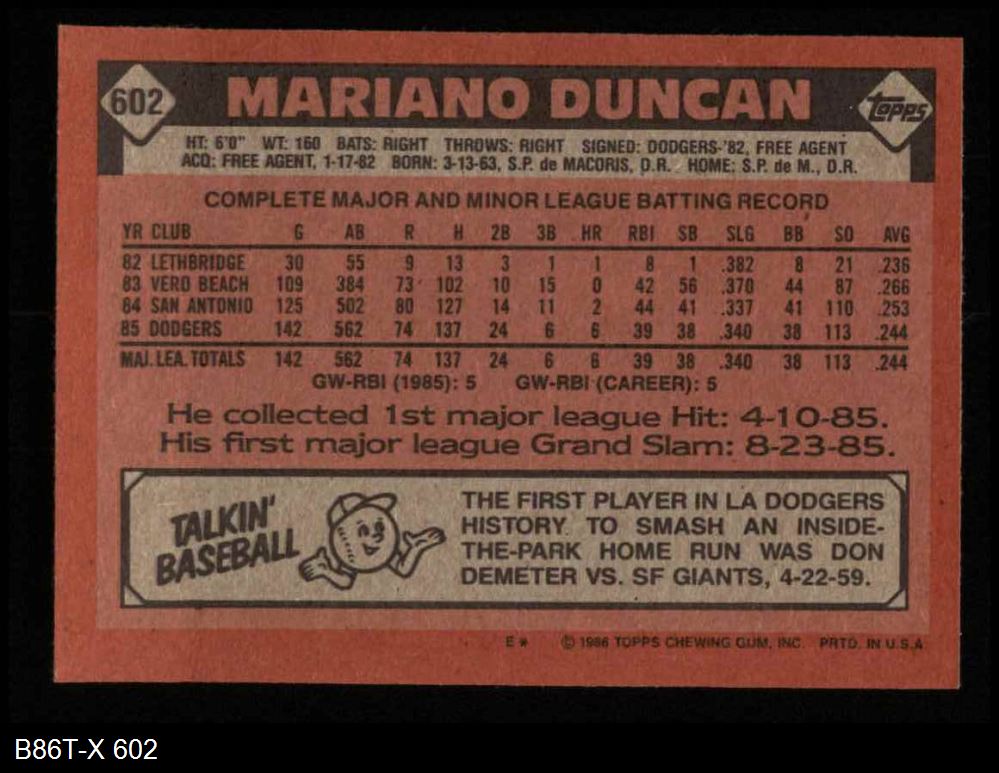 602 MARIANO DUNCAN Topps
HT: 6'0" WT: 160 BATS: RIGHT THROWS: RIGHT SIGNED: DODGERS-'82, FREE AGENT
ACQ: FREE AGENT, 1-17-82 BORN: 3-13-63, S.P. de MACORIS, D.R. HOME: S.P. de M., D.R.
COMPLETE MAJOR AND MINOR LEAGUE BATTING RECORD
YR CLUB G AB R H 2B 3B HR RBI SB SLG BB SO AVG
82 LETHBRIDGE 30 55 9 13 3 1 1 8 1 .382 8 21 .236
83 VERO BEACH 109 384 73 102 10 15 0 42 56 .370 44 87 .266
84 SAN ANTONIO 125 502 80 127 14 11 2 44 41 .337 41 110 .253
85 DODGERS 142 562 74 137 24 6 6 39 38 .340 38 113 .244
MAJ. LEA. TOTALS 142 562 74 137 24 6 6 39 38 .340 38 113 .244
GW-RBI (1985): 5 GW-RBI (CAREER): 5
He collected 1st major league Hit: 4-10-85.
His first major league Grand Slam: 8-23-85.
TALKIN'
BASEBALL
THE FIRST PLAYER IN LA DODGERS
HISTORY TO SMASH AN INSIDE-
THE-PARK HOME RUN WAS DON
DEMETER VS. SF GIANTS, 4-22-59.
E* © 1986 TOPPS CHEWING GUM, INC. PRTD. IN U.S.A.
B86T-X 602